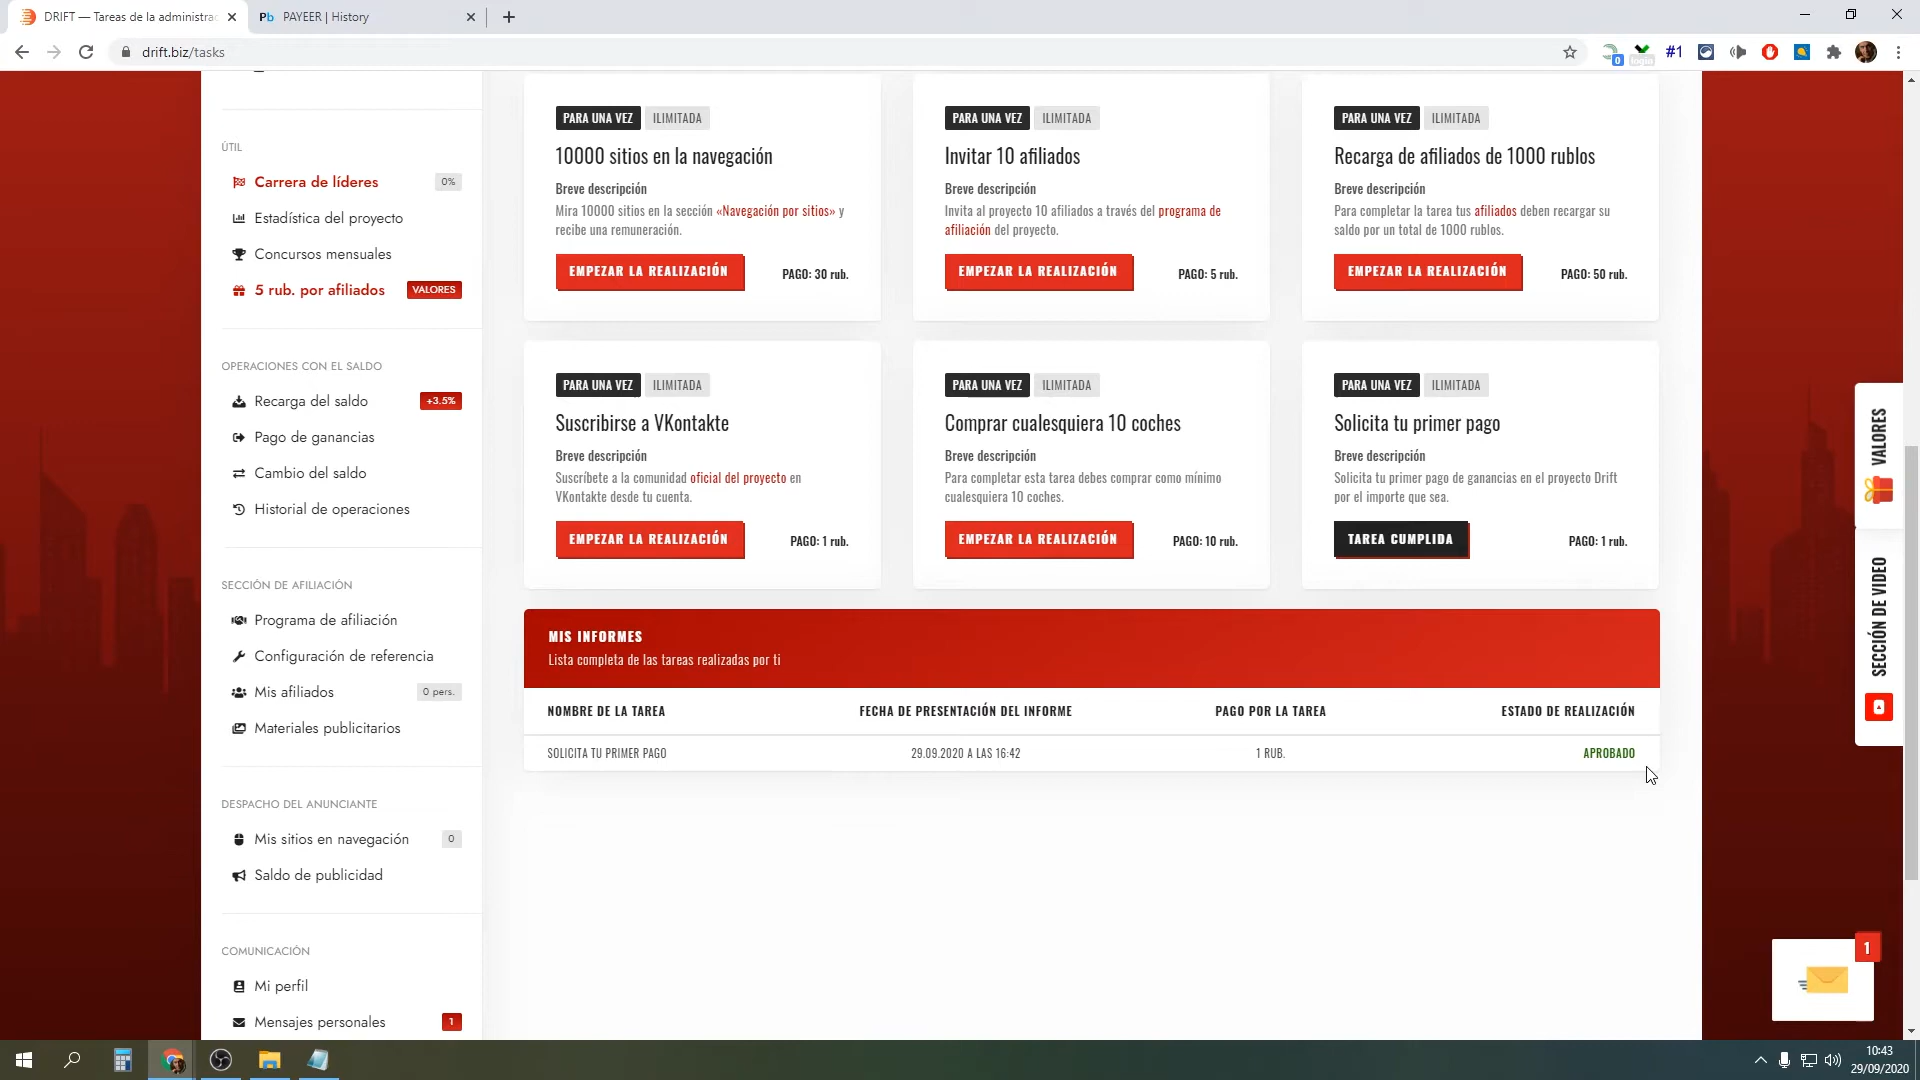 DRIFT — Tareas de la administrac
PAYEER | History
drift.biz/tasks
0
login
#1
ÚTIL
Carrera de líderes
0%
Estadística del proyecto
Concursos mensuales
5 rub. por afiliados
VALORES
OPERACIONES CON EL SALDO
Recarga del saldo
+3.5%
Pago de ganancias
Cambio del saldo
Historial de operaciones
SECCIÓN DE AFILIACIÓN
Programa de afiliación
Configuración de referencia
Mis afiliados
0 pers.
Materiales publicitarios
DESPACHO DEL ANUNCIANTE
Mis sitios en navegación
0
Saldo de publicidad
COMUNICACIÓN
Mi perfil
Mensajes personales
1
PARA UNA VEZ ILIMITADA
10000 sitios en la navegación
Breve descripción
Mira 10000 sitios en la sección «Navegación por sitios» y
recibe una remuneración.
EMPEZAR LA REALIZACIÓN
PAGO: 30 rub.
PARA UNA VEZ ILIMITADA
Invitar 10 afiliados
Breve descripción
Invita al proyecto 10 afiliados a través del programa de
afiliación del proyecto.
EMPEZAR LA REALIZACIÓN
PAGO: 5 rub.
PARA UNA VEZ ILIMITADA
Recarga de afiliados de 1000 rublos
Breve descripción
Para completar la tarea tus afiliados deben recargar su
saldo por un total de 1000 rublos.
EMPEZAR LA REALIZACIÓN
PAGO: 50 rub.
PARA UNA VEZ ILIMITADA
Suscribirse a VKontakte
Breve descripción
Suscríbete a la comunidad oficial del proyecto en
VKontakte desde tu cuenta.
EMPEZAR LA REALIZACIÓN
PAGO: 1 rub.
PARA UNA VEZ ILIMITADA
Comprar cualesquiera 10 coches
Breve descripción
Para completar esta tarea debes comprar como mínimo
cualesquiera 10 coches.
EMPEZAR LA REALIZACIÓN
PAGO: 10 rub.
PARA UNA VEZ ILIMITADA
Solicita tu primer pago
Breve descripción
Solicita tu primer pago de ganancias en el proyecto Drift
por el importe que sea.
TAREA CUMPLIDA
PAGO: 1 rub.
MIS INFORMES
Lista completa de las tareas realizadas por ti
NOMBRE DE LA TAREA FECHA DE PRESENTACIÓN DEL INFORME PAGO POR LA TAREA ESTADO DE REALIZACIÓN
SOLICITA TU PRIMER PAGO 29.09.2020 A LAS 16:42 1 RUB. APROBADO
VALORES
SECCIÓN DE VIDEO
1
10:43
29/09/2020